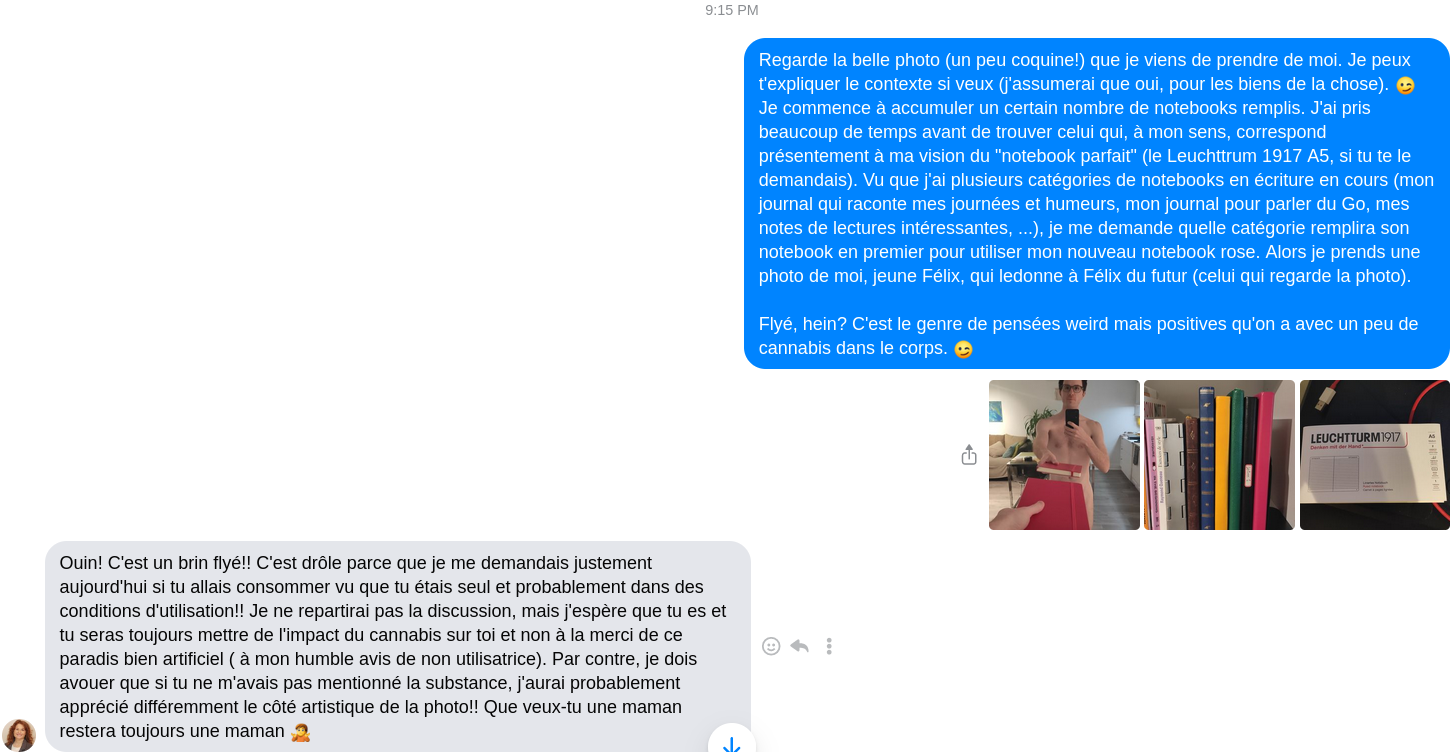 9:15 PM
Regarde la belle photo (un peu coquine!) que je viens de prendre de moi. Je peux
t'expliquer le contexte si veux (j'assumerai que oui, pour les biens de la chose). 😉
Je commence à accumuler un certain nombre de notebooks remplis. J'ai pris
beaucoup de temps avant de trouver celui qui, à mon sens, correspond
présentement à ma vision du "notebook parfait" (le Leuchttrum 1917 A5, si tu te le
demandais). Vu que j'ai plusieurs catégories de notebooks en écriture en cours (mon
journal qui raconte mes journées et humeurs, mon journal pour parler du Go, mes
notes de lectures intéressantes, ...), je me demande quelle catégorie remplira son
notebook en premier pour utiliser mon nouveau notebook rose. Alors je prends une
photo de moi, jeune Félix, qui ledonne à Félix du futur (celui qui regarde la photo).
Flyé, hein? C'est le genre de pensées weird mais positives qu'on a avec un peu de
cannabis dans le corps. 😉
LEUCHTTURM1917
Denken mit der Hand
A5
Ouin! C'est un brin flyé!! C'est drôle parce que je me demandais justement
aujourd'hui si tu allais consommer vu que tu étais seul et probablement dans des
conditions d'utilisation!! Je ne repartirai pas la discussion, mais j'espère que tu es et
tu seras toujours mettre de l'impact du cannabis sur toi et non à la merci de ce
paradis bien artificiel ( à mon humble avis de non utilisatrice). Par contre, je dois
avouer que si tu ne m'avais pas mentionné la substance, j'aurai probablement
apprécié différemment le côté artistique de la photo!! Que veux-tu une maman
restera toujours une maman 🤷